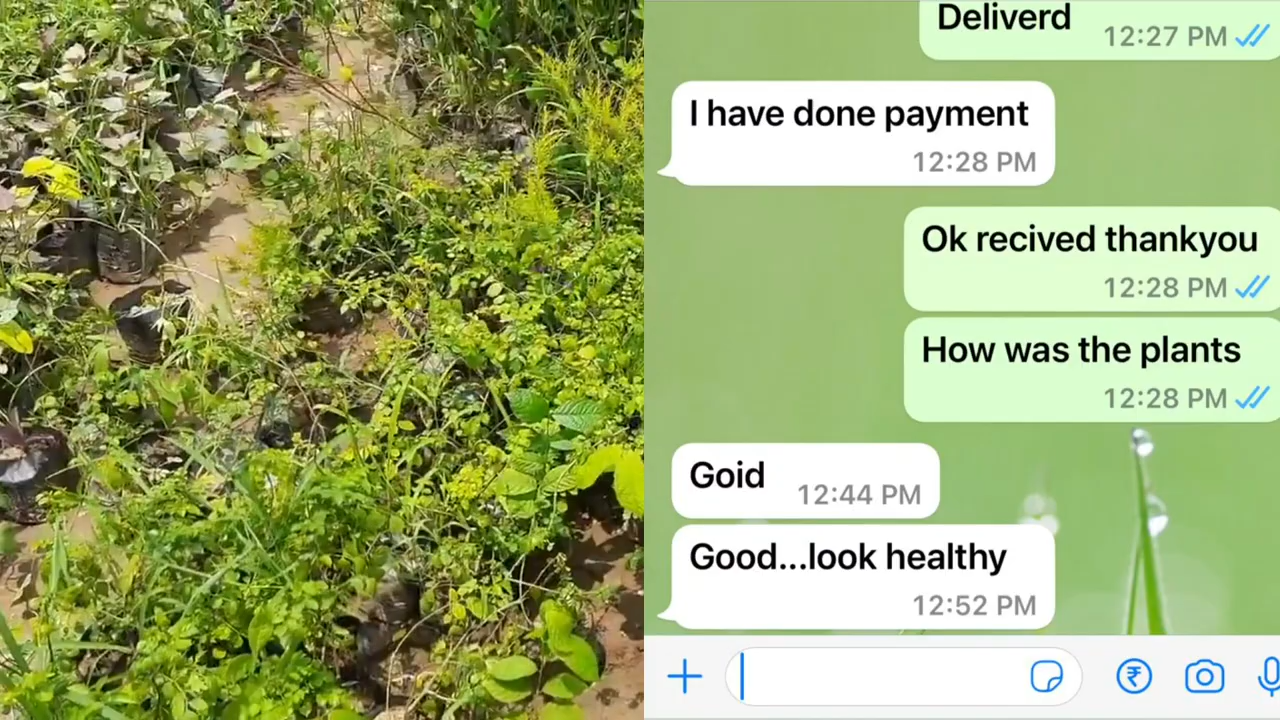 Deliverd
12:27 PM
I have done payment
12:28 PM
Ok recived thankyou
12:28 PM
How was the plants
12:28 PM
Goid
12:44 PM
Good...look healthy
12:52 PM
₹